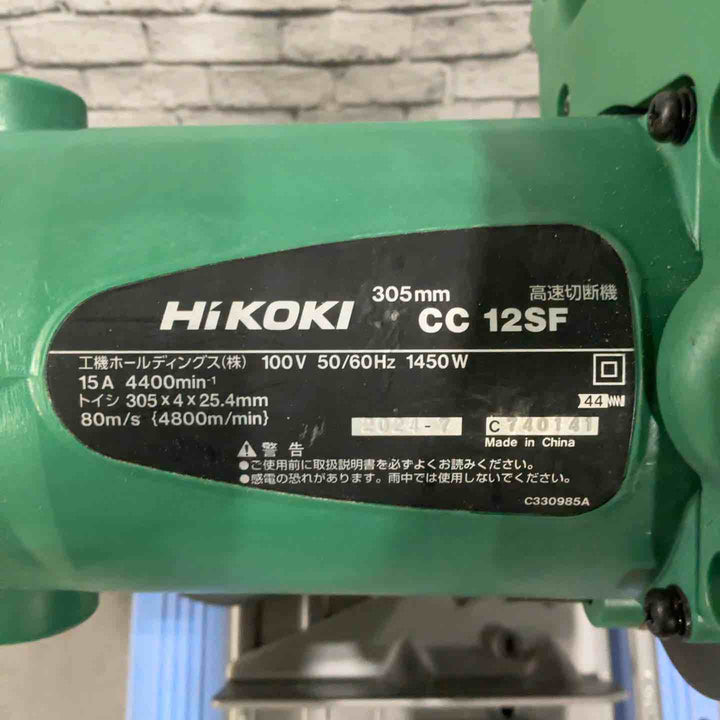 HiKOKI
305mm 高速切断機
CC 12SF
工機ホールディングス(株) 100V 50/60Hz 1450W
15A 4400min⁻¹
トイシ 305×4×25.4mm
80m/s {4800m/min}
44
2024-7 C 740141
Made in China
警告
●ご使用前に取扱説明書を必ずよくお読みください。
●感電の恐れがあります。雨中では使用しないでください。
C330985A